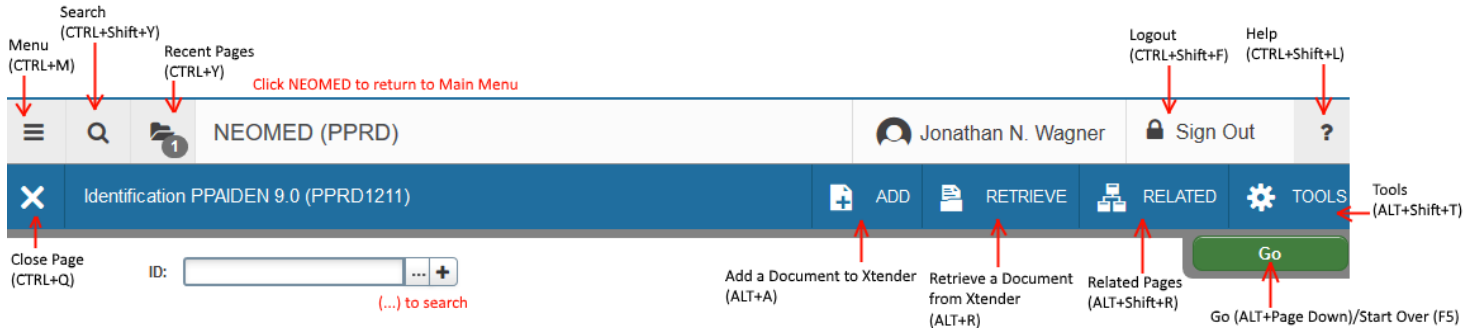 Search
(CTRL+Shift+Y)
Menu
(CTRL+M)
Recent Pages
(CTRL+Y)
Click NEOMED to return to Main Menu
Logout
(CTRL+Shift+F)
Help
(CTRL+Shift+L)
1
NEOMED (PPRD)
Jonathan N. Wagner
Sign Out
?
Identification PPAIDEN 9.0 (PPRD1211)
ADD
RETRIEVE
RELATED
TOOLS
Tools
(ALT+Shift+T)
Close Page
(CTRL+Q)
ID:
...
+
(...) to search
Add a Document to Xtender
(ALT+A)
Retrieve a Document
from Xtender
(ALT+R)
Related Pages
(ALT+Shift+R)
Go
Go (ALT+Page Down)/Start Over (F5)